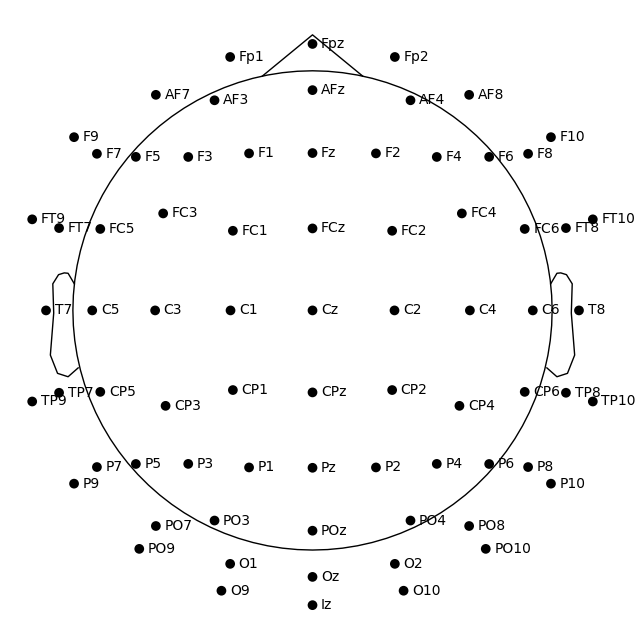 Fpz
Fp1 Fp2
AFz
AF7 AF3 AF4 AF8
F9 F10
F7 F5 F3 F1 Fz F2 F4 F6 F8
FC3 FC4
FT9 FT7 FC5 FC1 FCz FC2 FC6 FT8 FT10
T7 C5 C3 C1 Cz C2 C4 C6 T8
TP9 TP7 CP5 CP3 CP1 CPz CP2 CP4 CP6 TP8 TP10
P7 P5 P3 P1 Pz P2 P4 P6 P8
P9 P10
PO7 PO3 POz PO4 PO8
PO9 PO10
O1 Oz O2
O9 O10
Iz